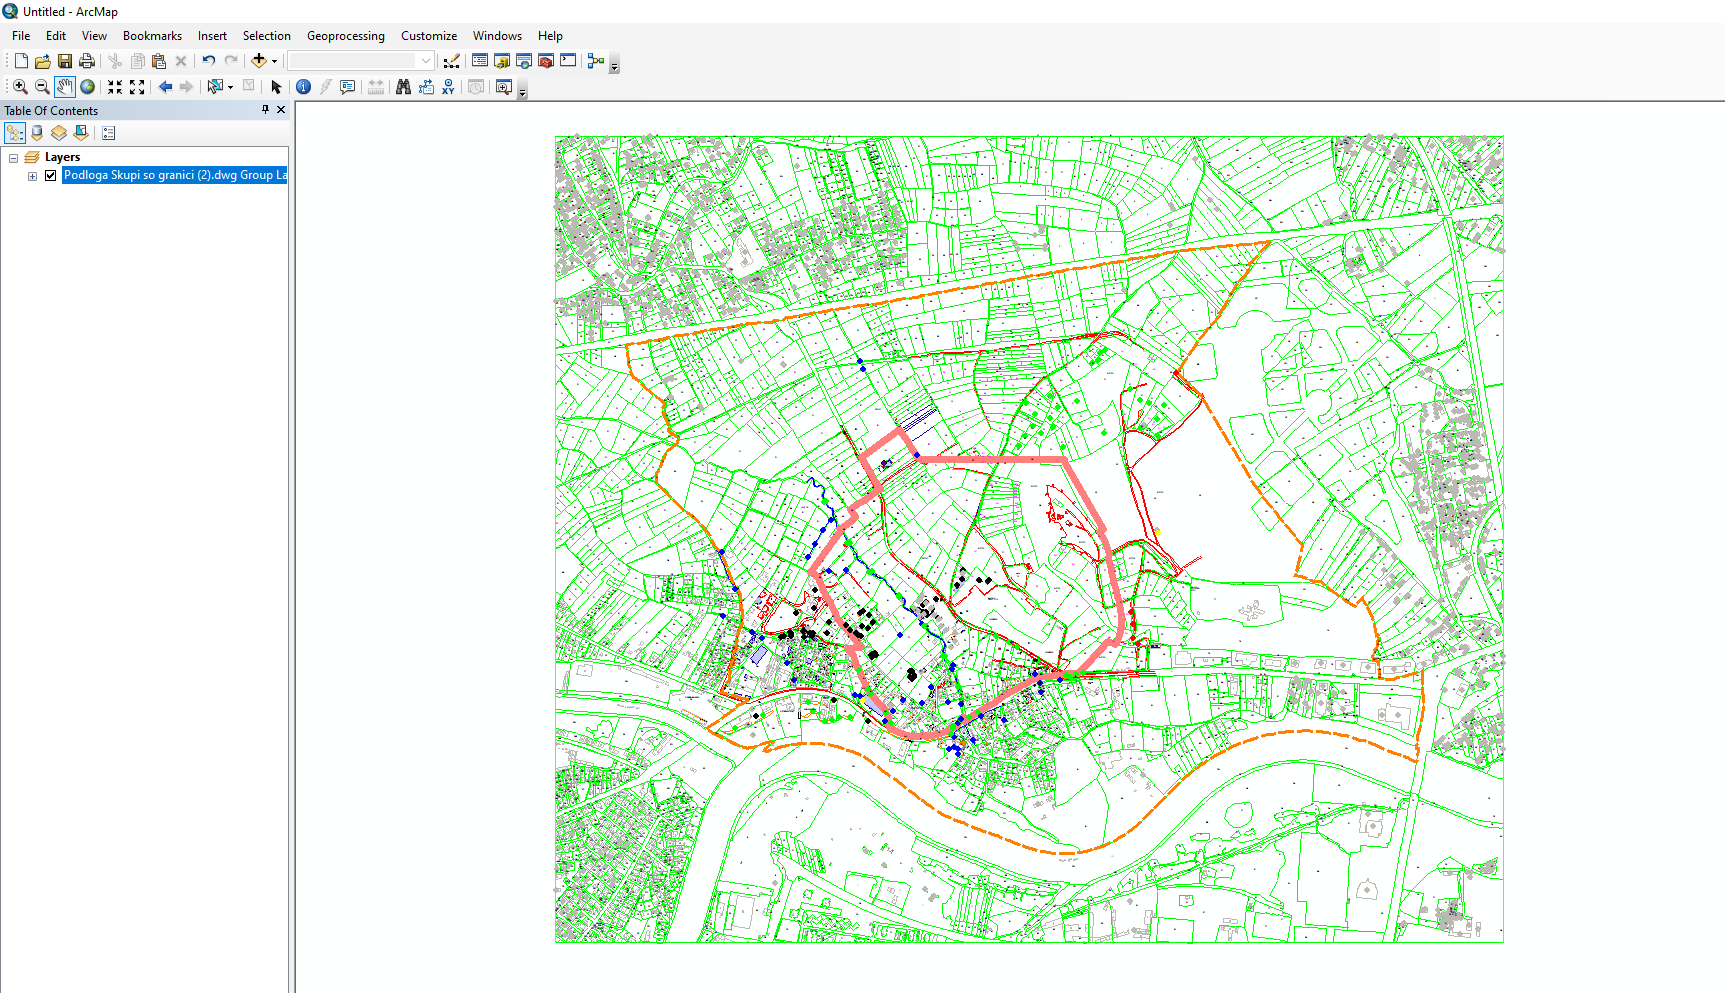 Untitled - ArcMap
File Edit View Bookmarks Insert Selection Geoprocessing Customize Windows Help
Table Of Contents
Layers
Podloga Skupi so granici (2).dwg Group La